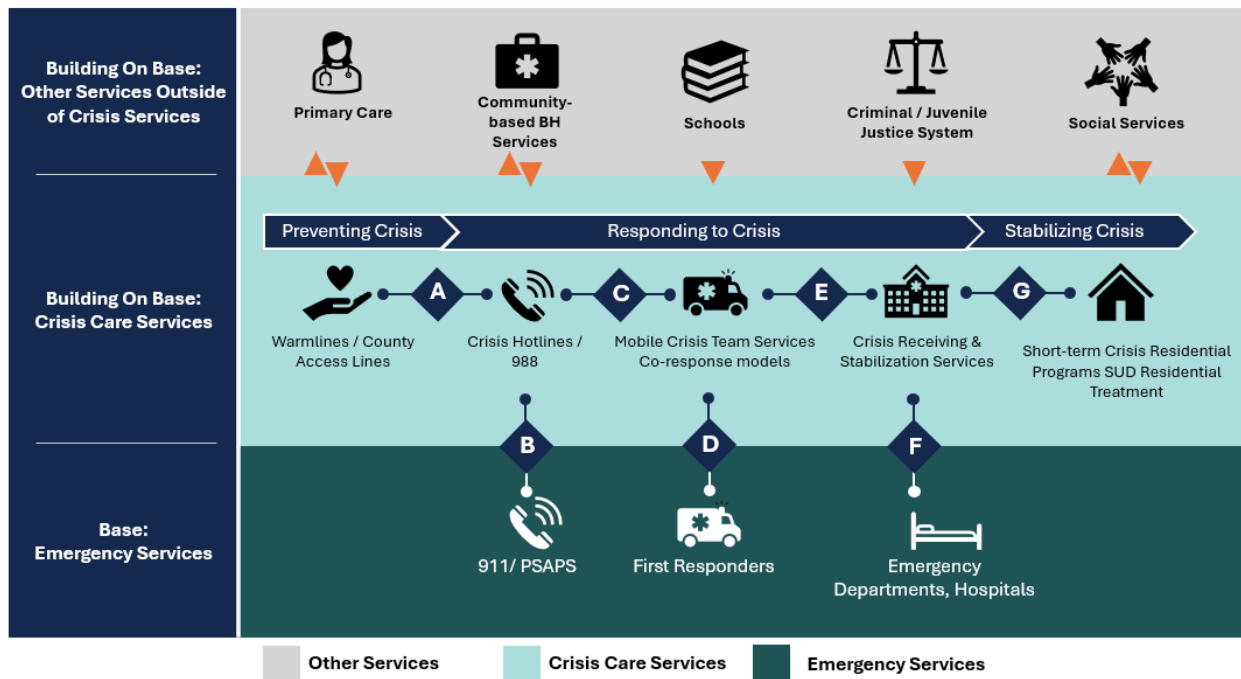 Building On Base:
Other Services Outside
of Crisis Services
Primary Care
Community-
based BH
Services
Schools
Criminal / Juvenile
Justice System
Social Services
Building On Base:
Crisis Care Services
Preventing Crisis
Responding to Crisis
Stabilizing Crisis
A
C
E
G
Warmlines / County
Access Lines
Crisis Hotlines /
988
Mobile Crisis Team Services
Co-response models
Crisis Receiving &
Stabilization Services
Short-term Crisis Residential
Programs SUD Residential
Treatment
B
D
F
Base:
Emergency Services
911/ PSAPS
First Responders
Emergency
Departments, Hospitals
Other Services
Crisis Care Services
Emergency Services